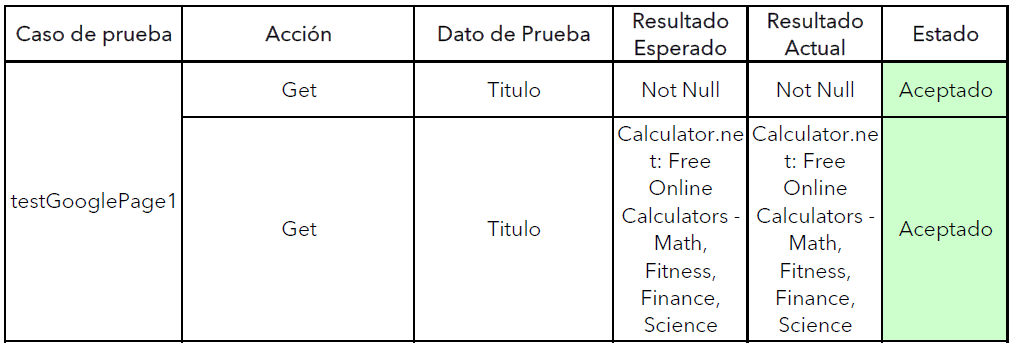 Caso de prueba
Acción
Dato de Prueba
Resultado
Esperado
Resultado
Actual
Estado
testGooglePage1
Get
Titulo
Not Null
Not Null
Aceptado
Get
Titulo
Calculator.ne
t: Free
Online
Calculators -
Math,
Fitness,
Finance,
Science
Calculator.ne
t: Free
Online
Calculators -
Math,
Fitness,
Finance,
Science
Aceptado